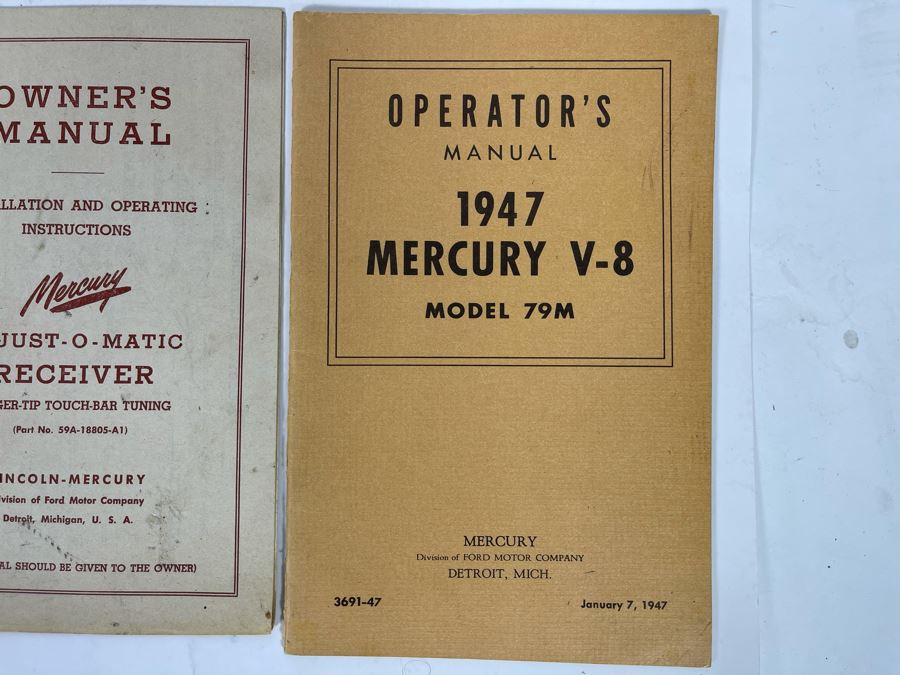 OWNER'S
MANUAL
LLATION AND OPERATING
INSTRUCTIONS
Mercury
JUST-O-MATIC
RECEIVER
GER-TIP TOUCH-BAR TUNING
(Part No. 59A-18805-A1)
INCOLN-MERCURY
vision of Ford Motor Company
Detroit, Michigan, U. S. A.
AL SHOULD BE GIVEN TO THE OWNER)
OPERATOR'S
MANUAL
1947
MERCURY V-8
MODEL 79M
MERCURY
Division of FORD MOTOR COMPANY
DETROIT, MICH.
3691-47 January 7, 1947